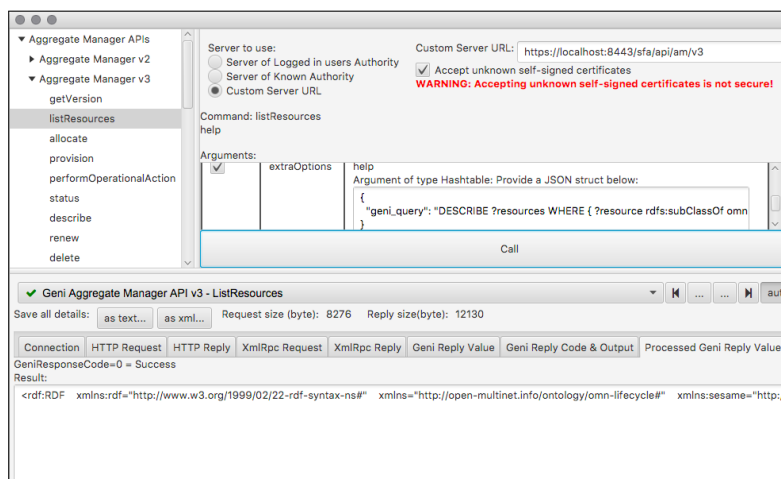 Aggregate Manager APIs
Aggregate Manager v2
Aggregate Manager v3
getVersion
listResources
allocate
provision
performOperationalAction
status
describe
renew
delete
Server to use:
Server of Logged in users Authority
Server of Known Authority
Custom Server URL
Custom Server URL: https://localhost:8443/sfa/api/am/v3
Accept unknown self-signed certificates
WARNING: Accepting unknown self-signed certificates is not secure!
Command: listResources
help
Arguments:
extraOptions
help
Argument of type Hashtable: Provide a JSON struct below:
{
"geni_query": "DESCRIBE ?resources WHERE { ?resource rdfs:subClassOf omn
}
Call
Geni Aggregate Manager API v3 - ListResources ... ... aut
Save all details: as text... as xml... Request size (byte): 8276 Reply size(byte): 12130
Connection HTTP Request HTTP Reply XmlRpc Request XmlRpc Reply Geni Reply Value Geni Reply Code & Output Processed Geni Reply Value
GeniResponseCode=0 = Success
Result:
<rdf:RDF xmlns:rdf="http://www.w3.org/1999/02/22-rdf-syntax-ns#" xmlns="http://open-multinet.info/ontology/omn-lifecycle#" xmlns:sesame="http:/